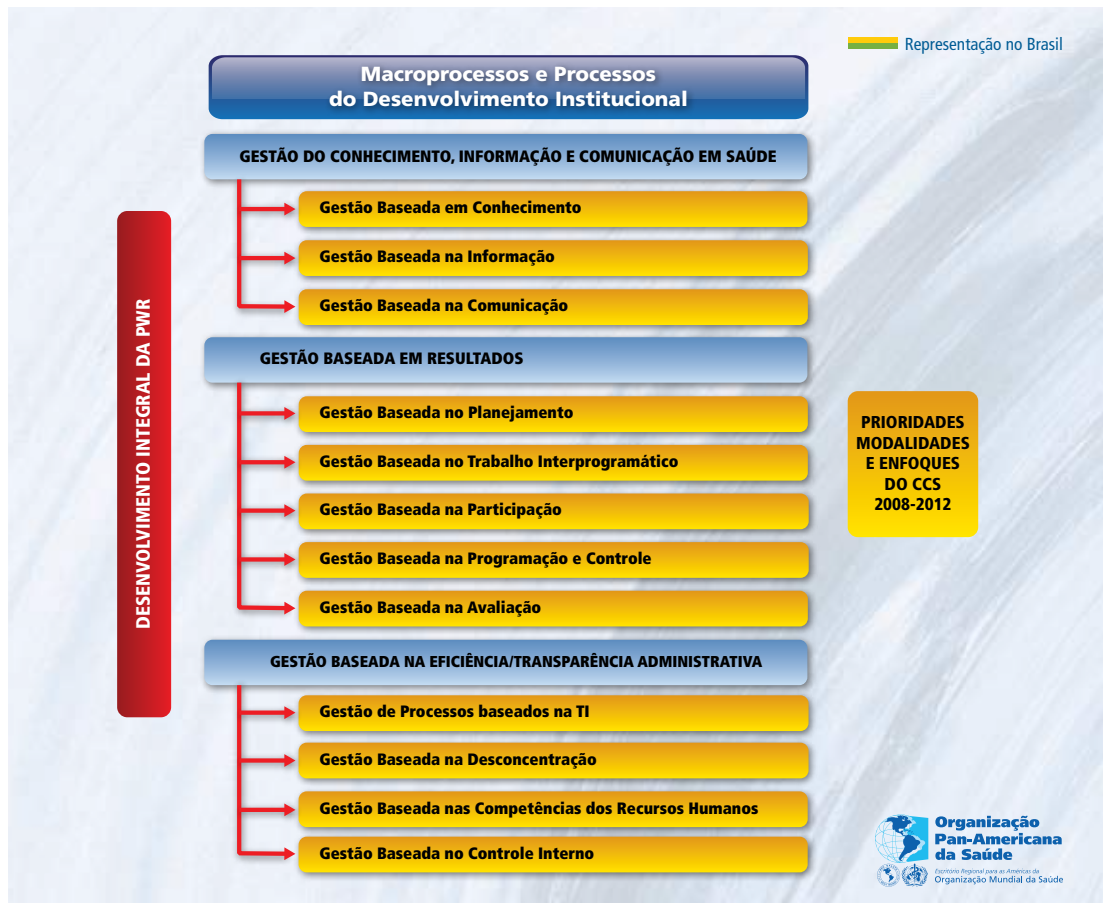 Representação no Brasil
Macroprocessos e Processos
do Desenvolvimento Institucional
GESTÃO DO CONHECIMENTO, INFORMAÇÃO E COMUNICAÇÃO EM SAÚDE
Gestão Baseada em Conhecimento
Gestão Baseada na Informação
Gestão Baseada na Comunicação
DESENVOLVIMENTO INTEGRAL DA PWR
GESTÃO BASEADA EM RESULTADOS
Gestão Baseada no Planejamento
Gestão Baseada no Trabalho Interprogramático
Gestão Baseada na Participação
Gestão Baseada na Programação e Controle
Gestão Baseada na Avaliação
PRIORIDADES
MODALIDADES
E ENFOQUES
DO CCS
2008-2012
GESTÃO BASEADA NA EFICIÊNCIA/TRANSPARÊNCIA ADMINISTRATIVA
Gestão de Processos baseados na TI
Gestão Baseada na Desconcentração
Gestão Baseada nas Competências dos Recursos Humanos
Gestão Baseada no Controle Interno
Organização
Pan-Americana
da Saúde
Escritório Regional para as Américas da
Organização Mundial da Saúde